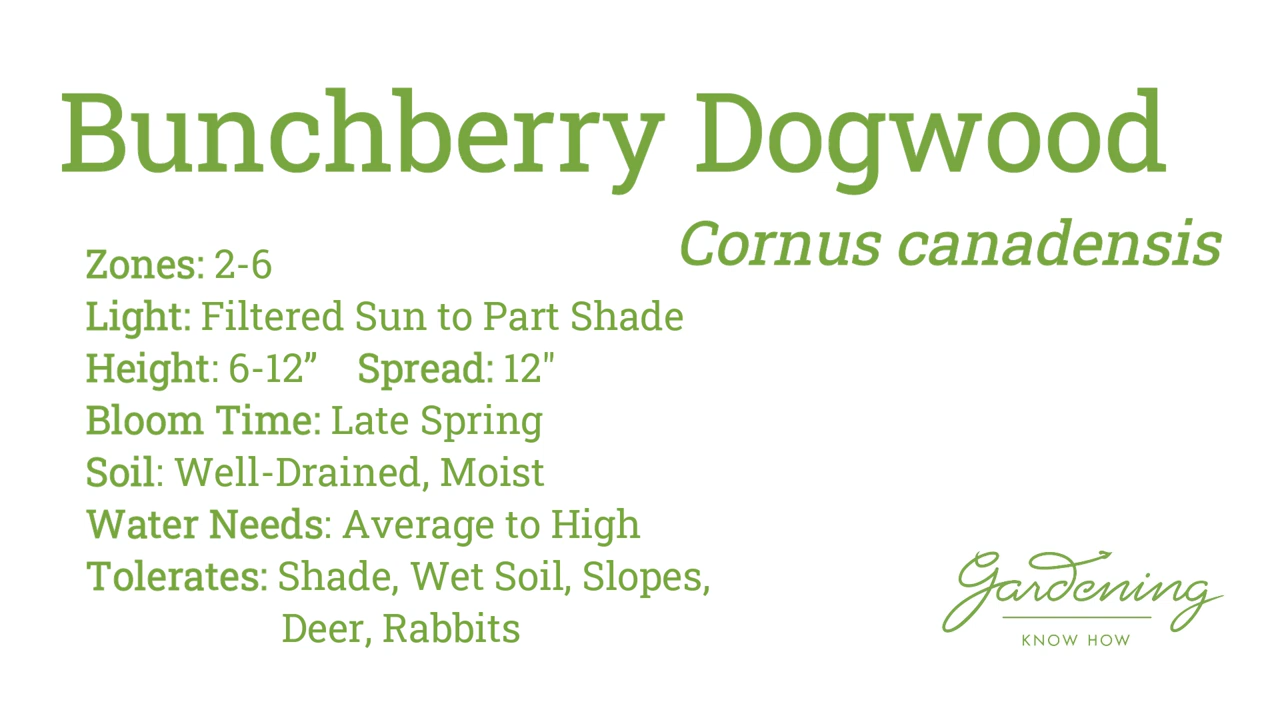 Bunchberry Dogwood
Cornus canadensis
Zones: 2-6
Light: Filtered Sun to Part Shade
Height: 6-12” Spread: 12"
Bloom Time: Late Spring
Soil: Well-Drained, Moist
Water Needs: Average to High
Tolerates: Shade, Wet Soil, Slopes,
Deer, Rabbits
Gardening
KNOW HOW